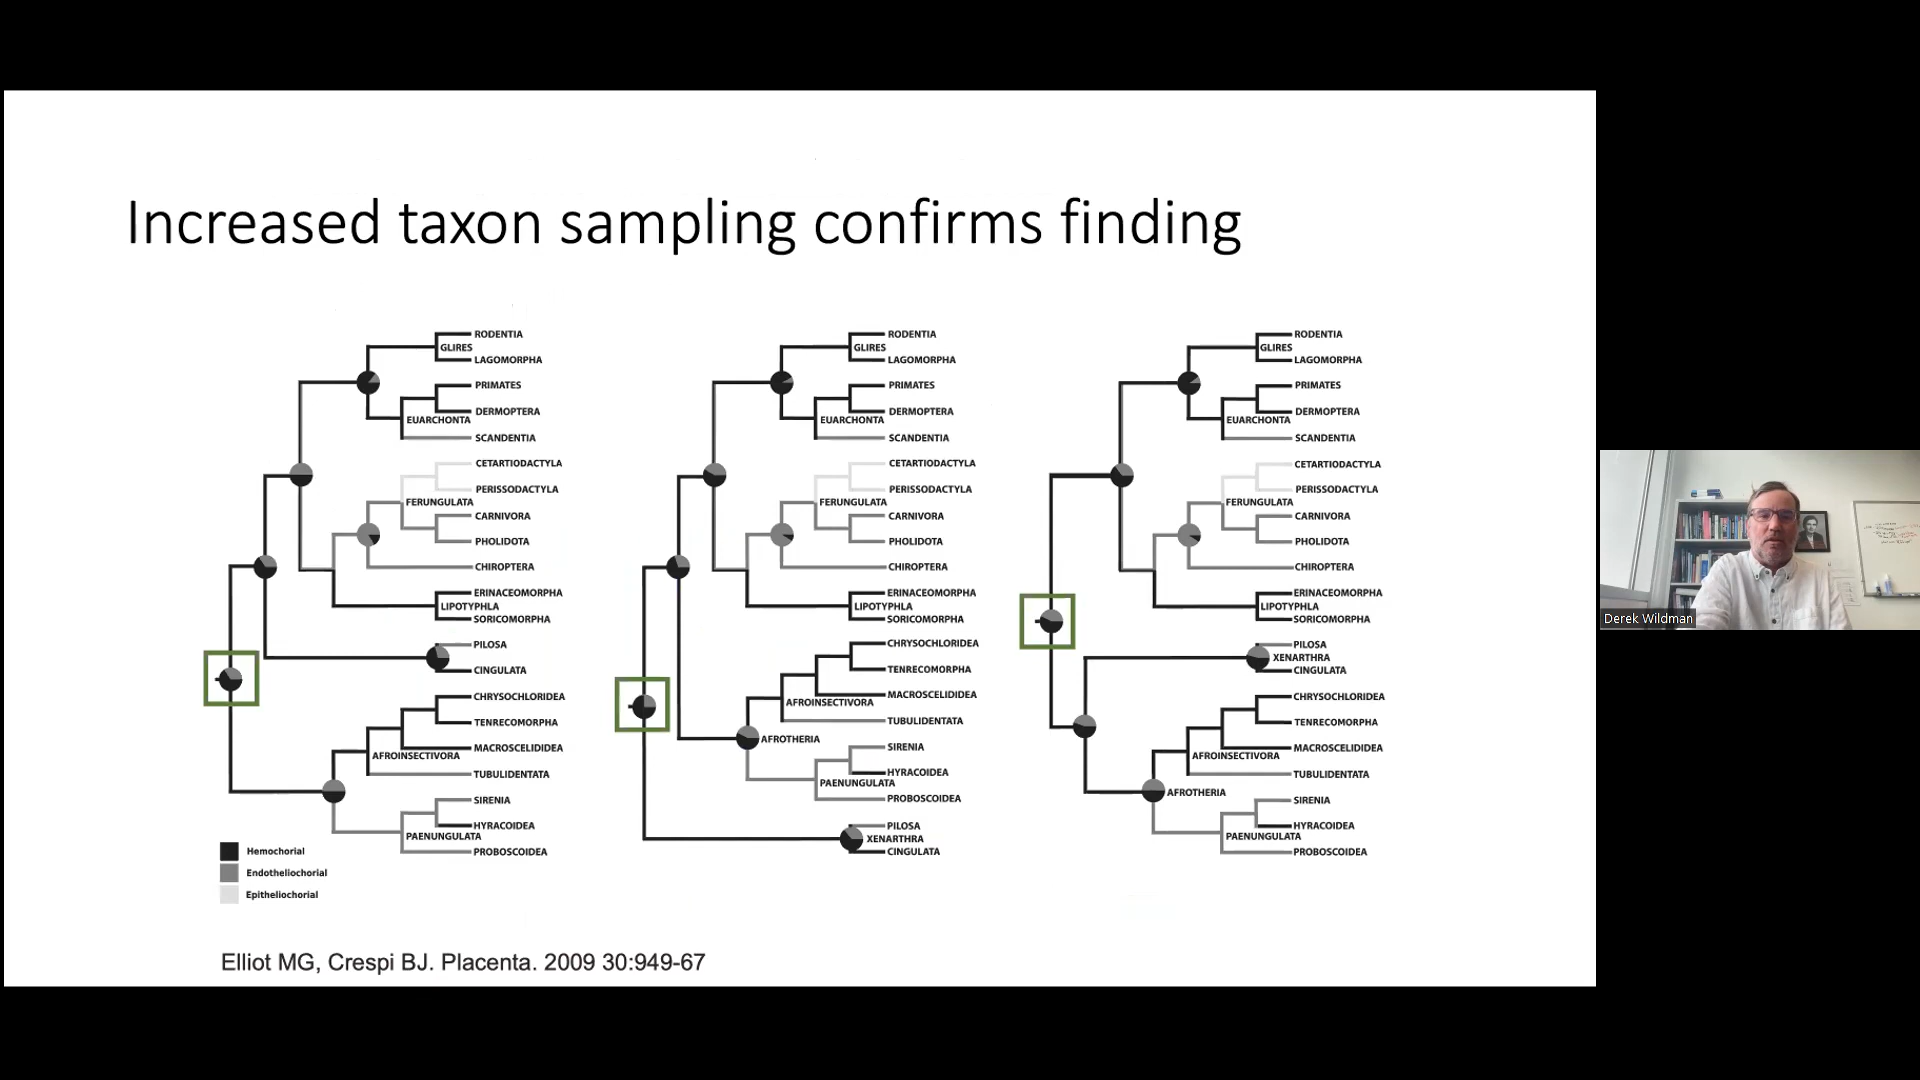 Increased taxon sampling confirms finding
RODENTIA
GLIRES
LAGOMORPHA
PRIMATES
DERMOPTERA
EUARCHONTA
SCANDENTIA
CETARTIODACTYLA
PERISSODACTYLA
FERUNGULATA
CARNIVORA
PHOLIDOTA
CHIROPTERA
ERINACEOMORPHA
LIPOTYPHLA
SORICOMORPHA
PILOSA
CINGULATA
CHRYSOCHLORIDEA
TENRECOMORPHA
MACROSCELIDIDEA
AFROINSECTIVORA
TUBULIDENTATA
SIRENIA
HYRACOIDEA
PAENUNGULATA
PROBOSCOIDEA
Hemochorial
Endotheliochorial
Epitheliochorial
RODENTIA
GLIRES
LAGOMORPHA
PRIMATES
DERMOPTERA
EUARCHONTA
SCANDENTIA
CETARTIODACTYLA
PERISSODACTYLA
FERUNGULATA
CARNIVORA
PHOLIDOTA
CHIROPTERA
ERINACEOMORPHA
LIPOTYPHLA
SORICOMORPHA
CHRYSOCHLORIDEA
TENRECOMORPHA
MACROSCELIDIDEA
AFROINSECTIVORA
TUBULIDENTATA
AFROTHERIA
SIRENIA
HYRACOIDEA
PAENUNGULATA
PROBOSCOIDEA
PILOSA
XENARTHRA
CINGULATA
RODENTIA
GLIRES
LAGOMORPHA
PRIMATES
DERMOPTERA
EUARCHONTA
SCANDENTIA
CETARTIODACTYLA
PERISSODACTYLA
FERUNGULATA
CARNIVORA
PHOLIDOTA
CHIROPTERA
ERINACEOMORPHA
LIPOTYPHLA
SORICOMORPHA
PILOSA
XENARTHRA
CINGULATA
CHRYSOCHLORIDEA
TENRECOMORPHA
MACROSCELIDIDEA
AFROINSECTIVORA
TUBULIDENTATA
AFROTHERIA
SIRENIA
HYRACOIDEA
PAENUNGULATA
PROBOSCOIDEA
Elliot MG, Crespi BJ. Placenta. 2009 30:949-67
Derek Wildman